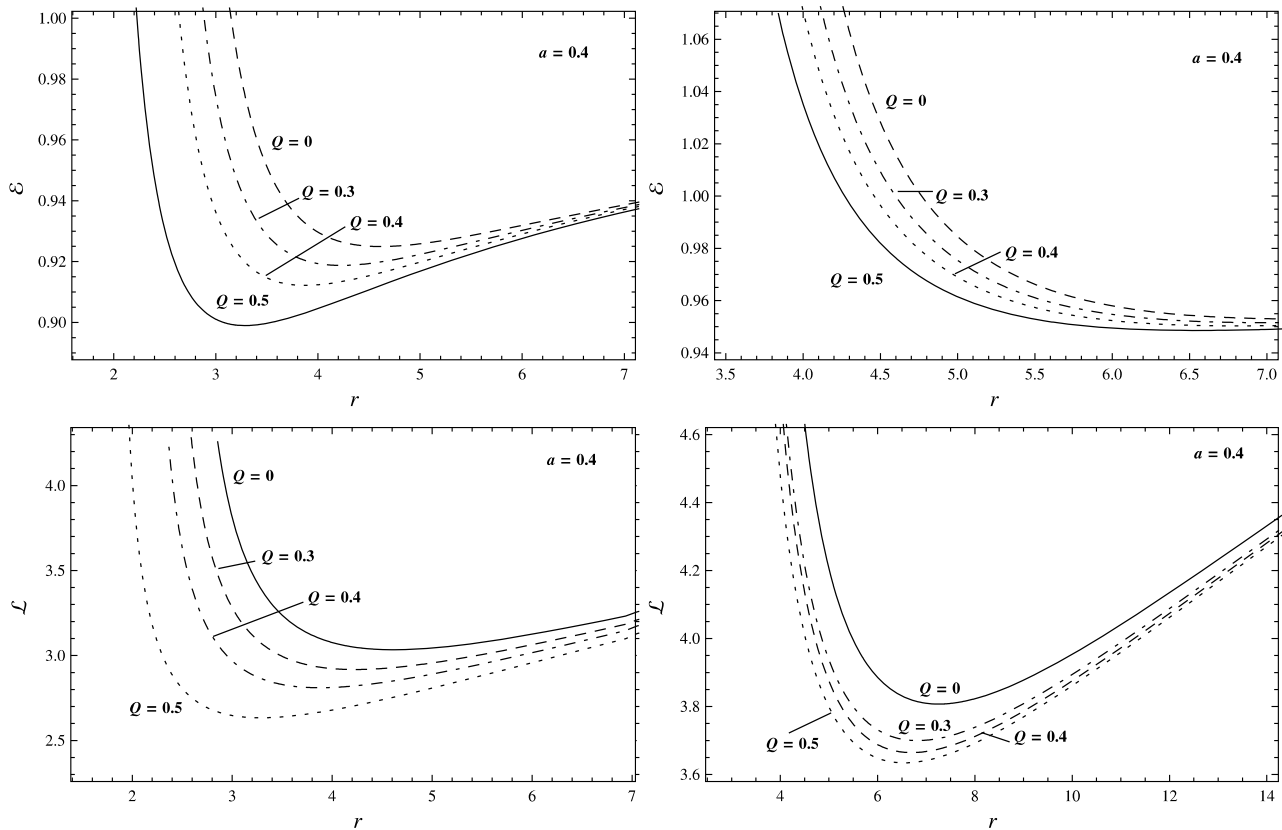 1.00
0.98
0.96
0.94
0.92
0.90
ℰ
a = 0.4
Q = 0
Q = 0.3
Q = 0.4
Q = 0.5
2 3 4 5 6 7
r
1.06
1.04
1.02
1.00
0.98
0.96
0.94
ℰ
a = 0.4
Q = 0
Q = 0.3
Q = 0.4
Q = 0.5
3.5 4.0 4.5 5.0 5.5 6.0 6.5 7.0
r
4.0
3.5
3.0
2.5
ℒ
a = 0.4
Q = 0
Q = 0.3
Q = 0.4
Q = 0.5
2 3 4 5 6 7
r
4.6
4.4
4.2
4.0
3.8
3.6
ℒ
a = 0.4
Q = 0
Q = 0.3
Q = 0.4
Q = 0.5
4 6 8 10 12 14
r